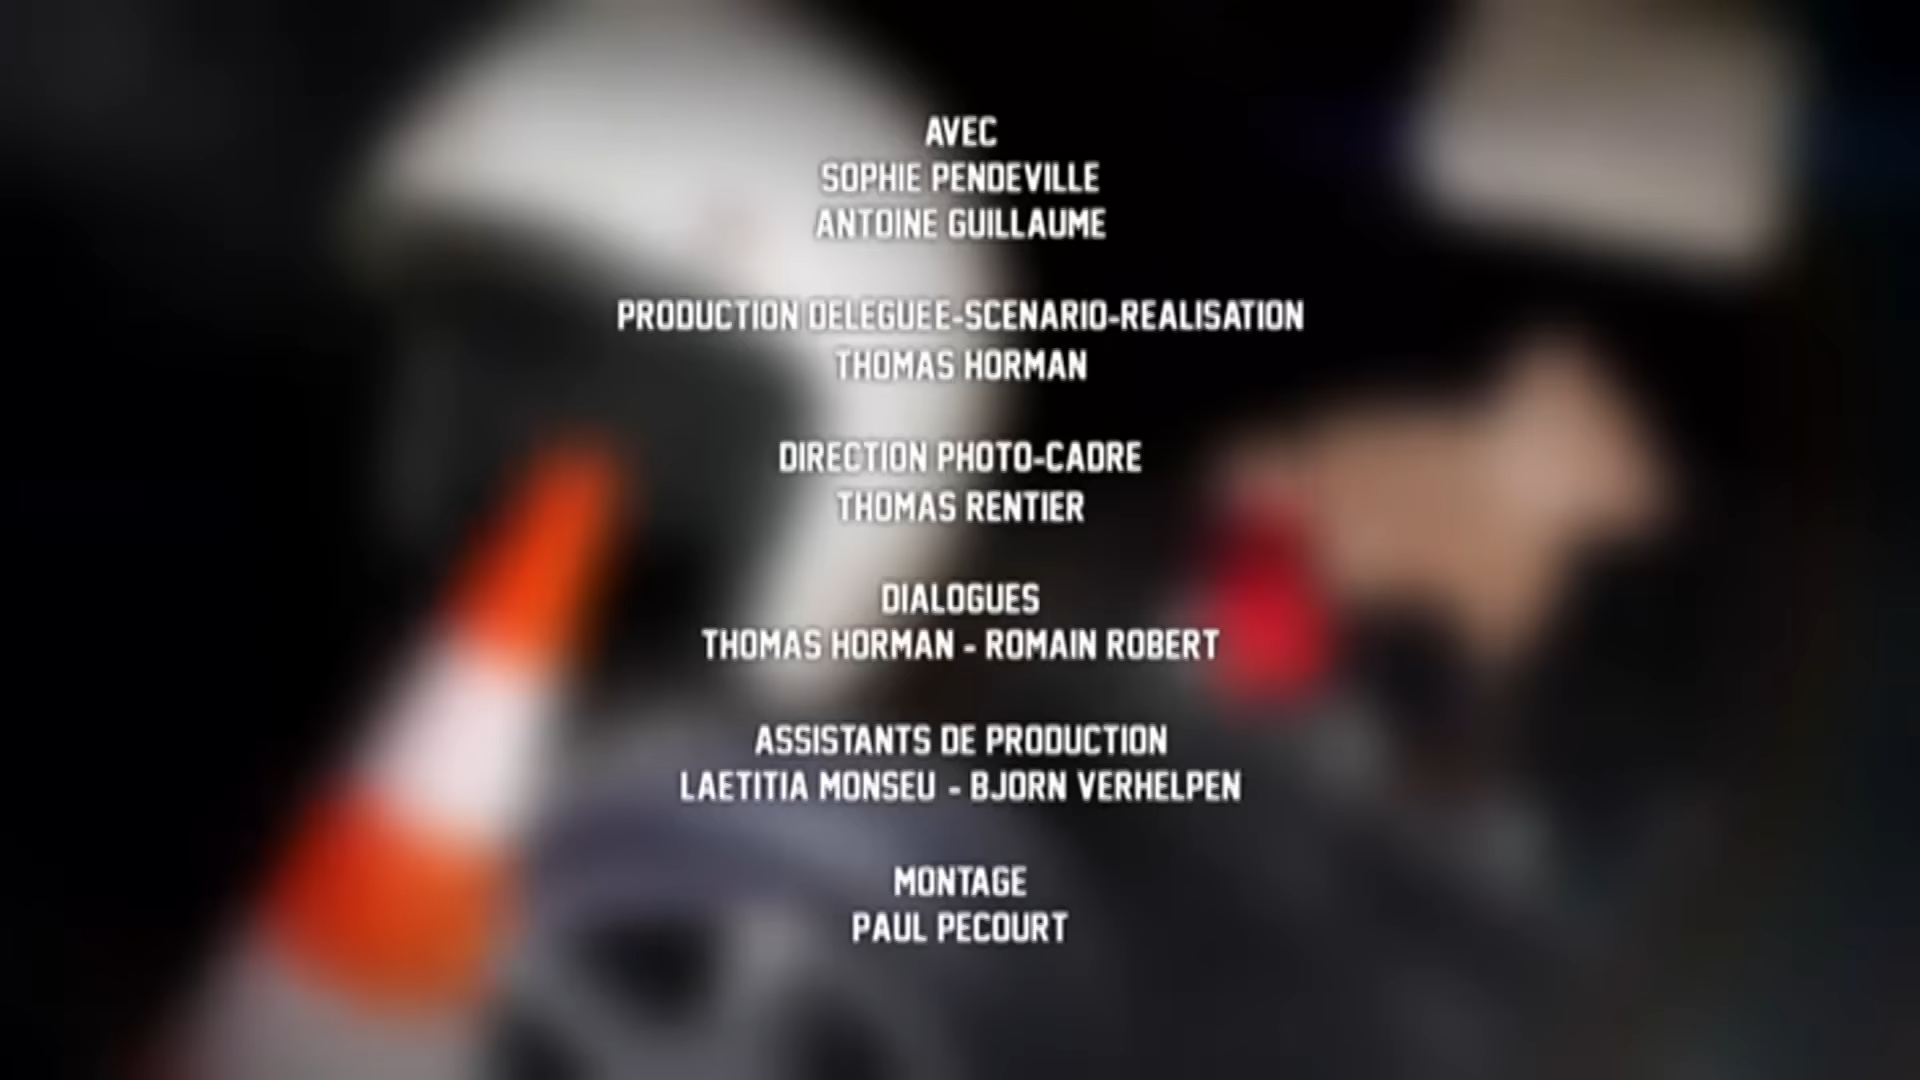 AVEC
SOPHIE PENDEVILLE
ANTOINE GUILLAUME
PRODUCTION DELEGUEE-SCENARIO-REALISATION
THOMAS HORMAN
DIRECTION PHOTO-CADRE
THOMAS RENTIER
DIALOGUES
THOMAS HORMAN - ROMAIN ROBERT
ASSISTANTS DE PRODUCTION
LAETITIA MONSEU - BJORN VERHELPEN
MONTAGE
PAUL PECOURT